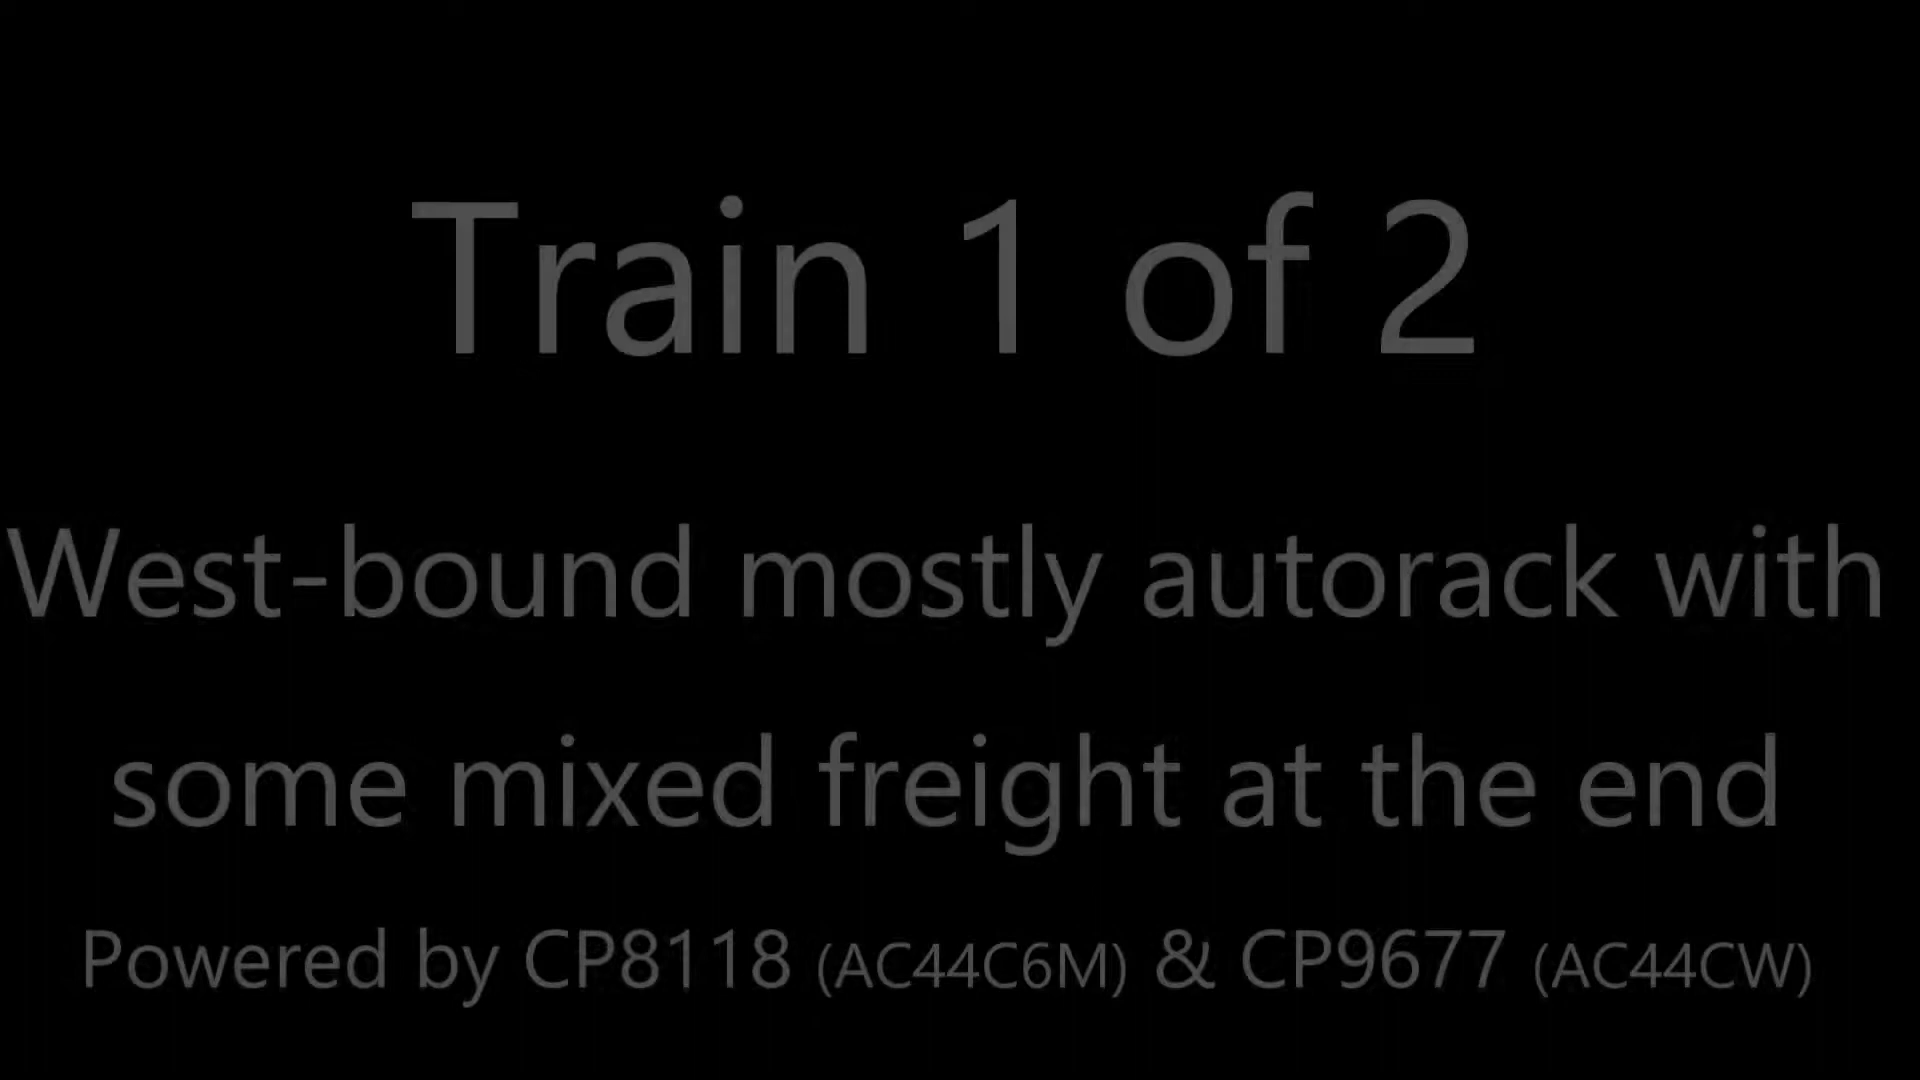 Train 1 of 2
West-bound mostly autorack with
some mixed freight at the end
Powered by CP8118 (AC44C6M) & CP9677 (AC44CW)